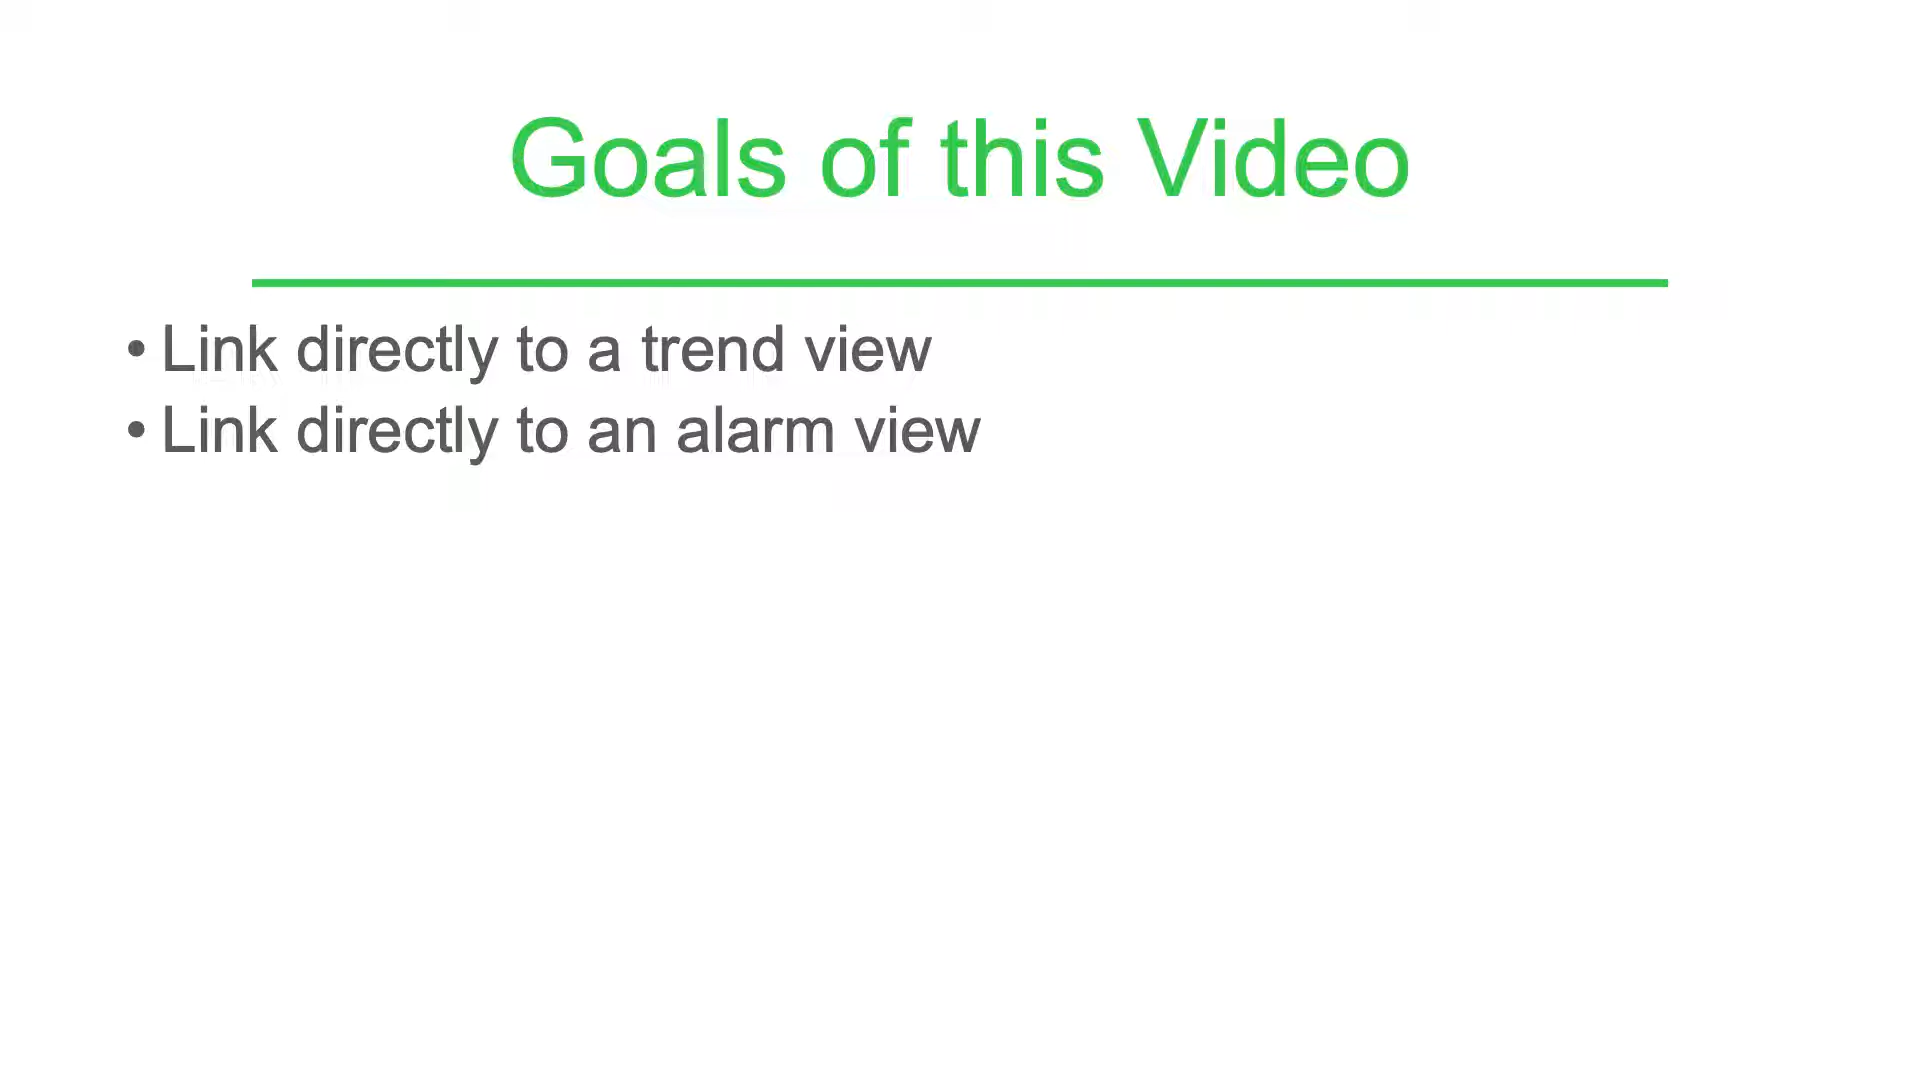 Goals of this Video
• Link directly to a trend view
• Link directly to an alarm view